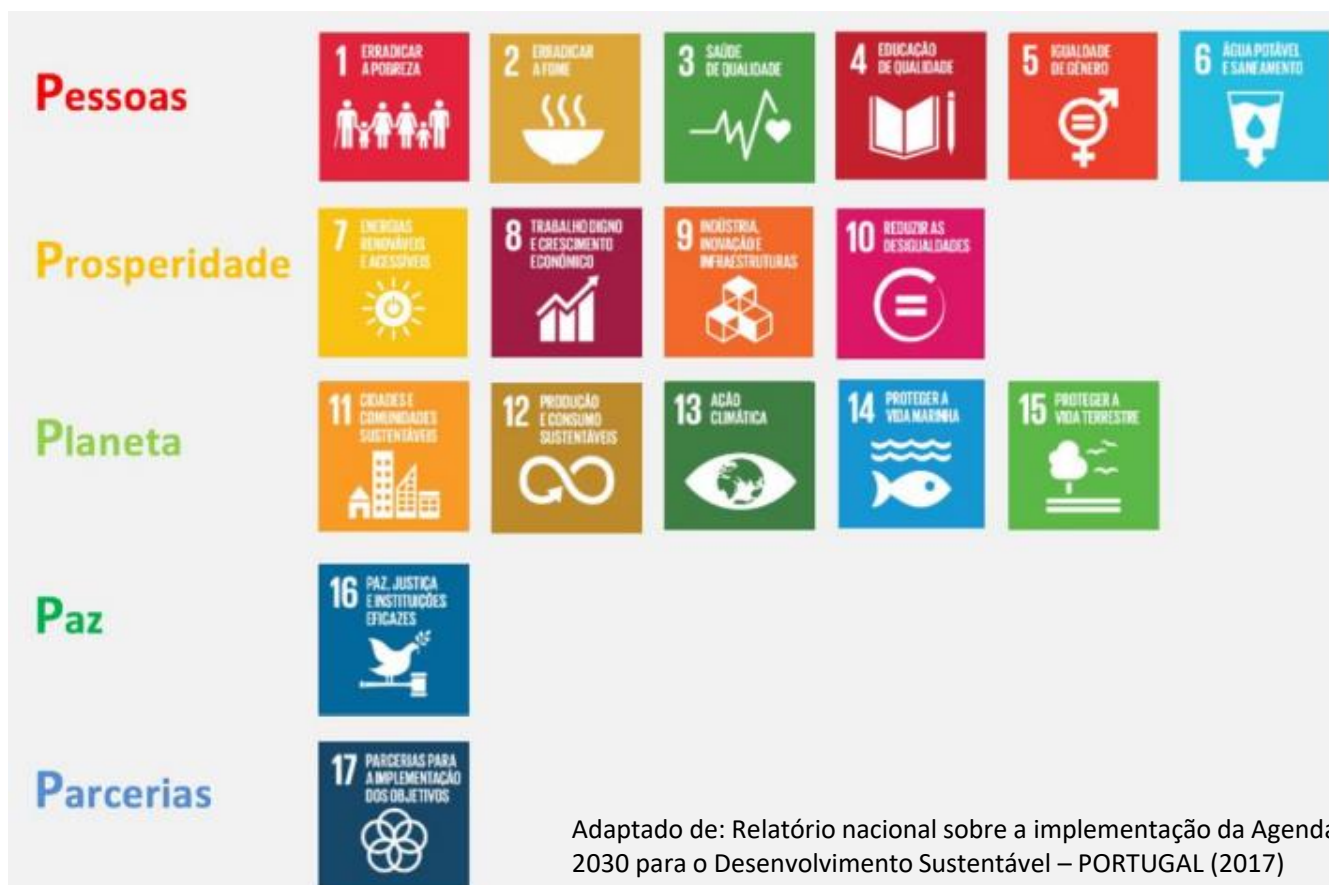 Pessoas
1 ERRADICAR
A POBREZA
2 ERRADICAR
A FOME
3 SAÚDE
DE QUALIDADE
4 EDUCAÇÃO
DE QUALIDADE
5 IGUALDADE
DE GÉNERO
6 ÁGUA POTÁVEL
E SANEAMENTO
Prosperidade
7 ENERGIAS
RENOVÁVEIS
E ACESSÍVEIS
8 TRABALHO DIGNO
E CRESCIMENTO
ECONÓMICO
9 INDÚSTRIA,
INOVAÇÃO E
INFRAESTRUTURAS
10 REDUZIR AS
DESIGUALDADES
Planeta
11 CIDADES E
COMUNIDADES
SUSTENTÁVEIS
12 PRODUÇÃO
E CONSUMO
SUSTENTÁVEIS
13 AÇÃO
CLIMÁTICA
14 PROTEGER A
VIDA MARINHA
15 PROTEGER A
VIDA TERRESTRE
Paz
16 PAZ, JUSTIÇA
E INSTITUIÇÕES
EFICAZES
Parcerias
17 PARCERIAS PARA
A IMPLEMENTAÇÃO
DOS OBJETIVOS
Adaptado de: Relatório nacional sobre a implementação da Agenda
2030 para o Desenvolvimento Sustentável – PORTUGAL (2017)